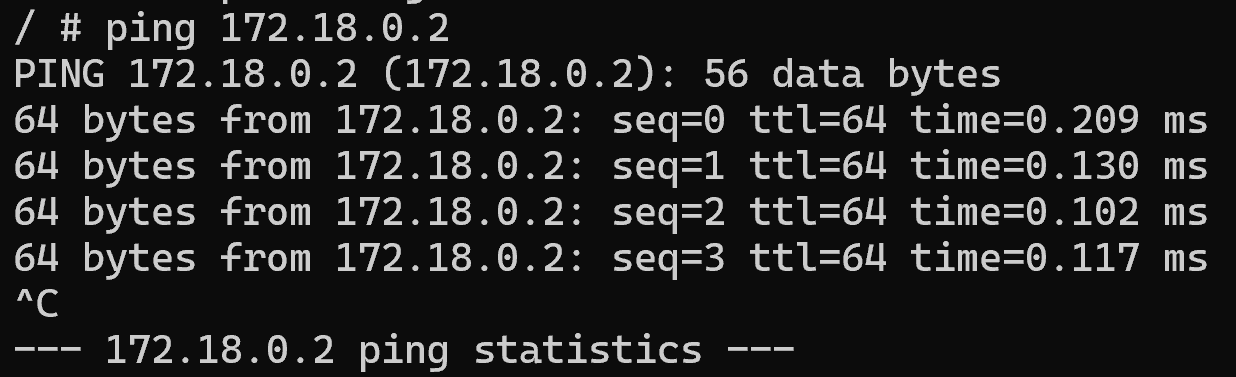 / # ping 172.18.0.2
PING 172.18.0.2 (172.18.0.2): 56 data bytes
64 bytes from 172.18.0.2: seq=0 ttl=64 time=0.209 ms
64 bytes from 172.18.0.2: seq=1 ttl=64 time=0.130 ms
64 bytes from 172.18.0.2: seq=2 ttl=64 time=0.102 ms
64 bytes from 172.18.0.2: seq=3 ttl=64 time=0.117 ms
^C
--- 172.18.0.2 ping statistics ---